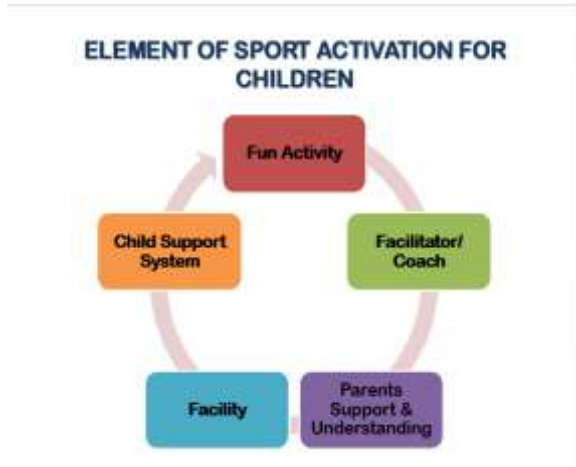 ELEMENT OF SPORT ACTIVATION FOR
CHILDREN
Fun Activity
Facilitator/
Coach
Parents
Support &
Understanding
Facility
Child Support
System